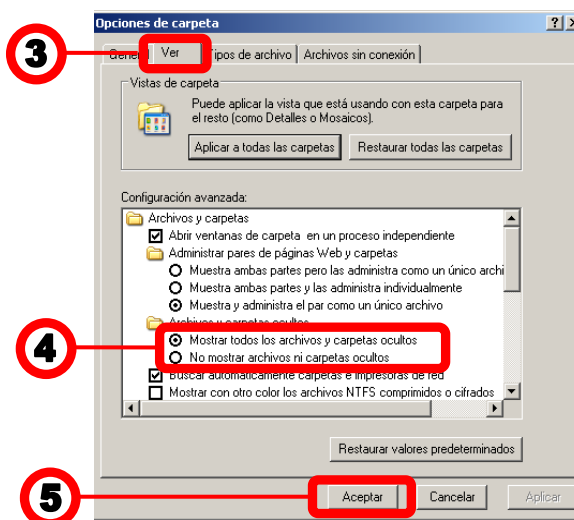 Opciones de carpeta
3
General Ver Tipos de archivo Archivos sin conexión
Vistas de carpeta
Puede aplicar la vista que está usando con esta carpeta para
el resto (como Detalles o Mosaicos).
Aplicar a todas las carpetas Restaurar todas las carpetas
Configuración avanzada:
Archivos y carpetas
Abrir ventanas de carpeta en un proceso independiente
Administrar pares de páginas Web y carpetas
Muestra ambas partes pero las administra como un único archi
Muestra ambas partes y las administra individualmente
Muestra y administra el par como un único archivo
Archivos y carpetas ocultos
4
Mostrar todos los archivos y carpetas ocultos
No mostrar archivos ni carpetas ocultos
Buscar automáticamente carpetas e impresoras de red
Mostrar con otro color los archivos NTFS comprimidos o cifrados
Restaurar valores predeterminados
5
Aceptar Cancelar Aplicar